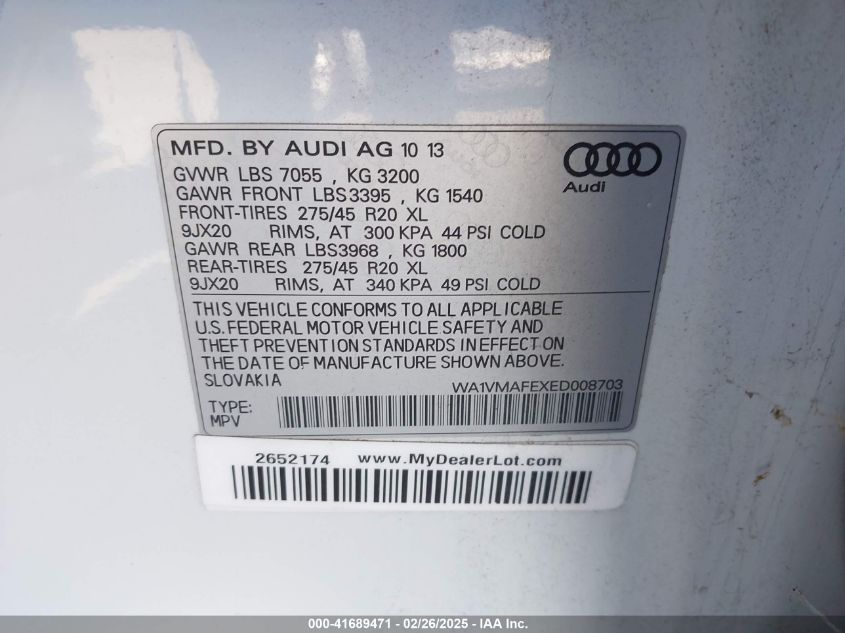 MFD. BY AUDI AG 10 13
GVWR LBS 7055 , KG 3200
GAWR FRONT LBS3395 , KG 1540
FRONT-TIRES 275/45 R20 XL
9JX20 RIMS, AT 300 KPA 44 PSI COLD
GAWR REAR LBS3968 , KG 1800
REAR-TIRES 275/45 R20 XL
9JX20 RIMS, AT 340 KPA 49 PSI COLD
Audi
THIS VEHICLE CONFORMS TO ALL APPLICABLE
U.S. FEDERAL MOTOR VEHICLE SAFETY AND
THEFT PREVENTION STANDARDS IN EFFECT ON
THE DATE OF MANUFACTURE SHOWN ABOVE.
SLOVAKIA WA1VMAFEXED008703
TYPE:
MPV
2652174 www.MyDealerLot.com
000-41689471 - 02/26/2025 - IAA Inc.